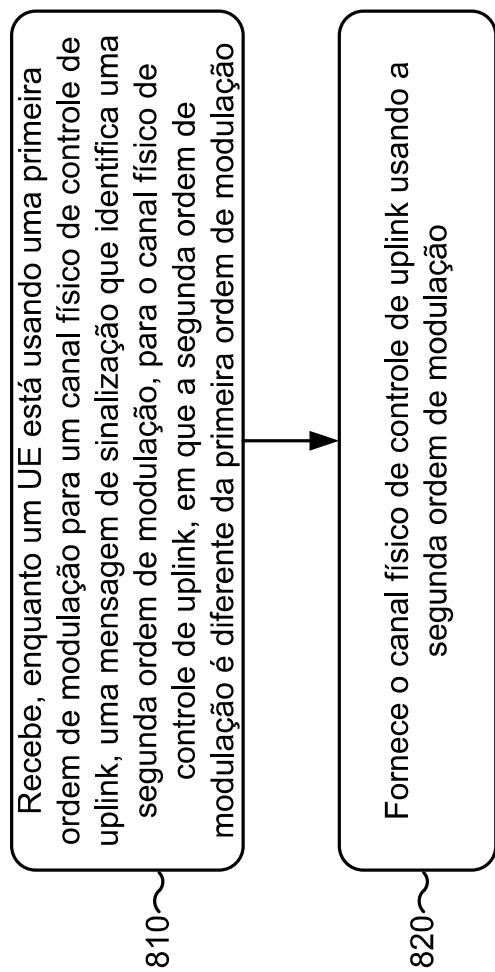 Recebe, enquanto um UE está usando uma primeira
ordem de modulação para um canal físico de controle de
uplink, uma mensagem de sinalização que identifica uma
segunda ordem de modulação, para o canal físico de
controle de uplink, em que a segunda ordem de
modulação é diferente da primeira ordem de modulação
810
Fornece o canal físico de controle de uplink usando a
segunda ordem de modulação
820